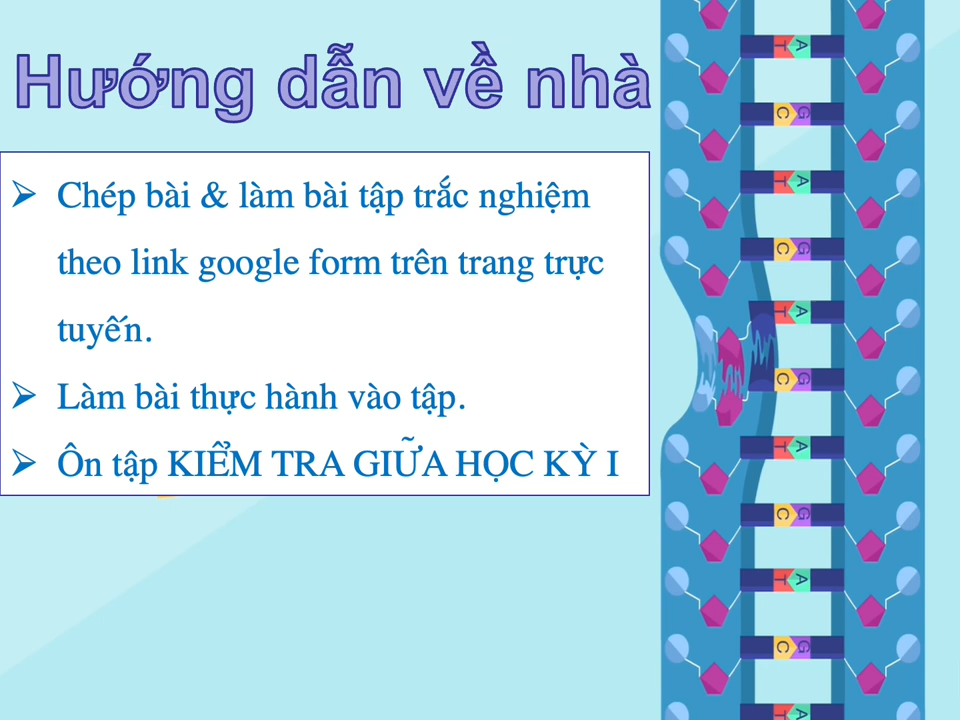 Hướng dẫn về nhà
➢ Chép bài & làm bài tập trắc nghiệm
theo link google form trên trang trực
tuyến.
➢ Làm bài thực hành vào tập.
➢ Ôn tập KIỂM TRA GIỮA HỌC KỲ I
T A
C G
T A
C G
T A
C G
T A
C G
T A
C G
T A